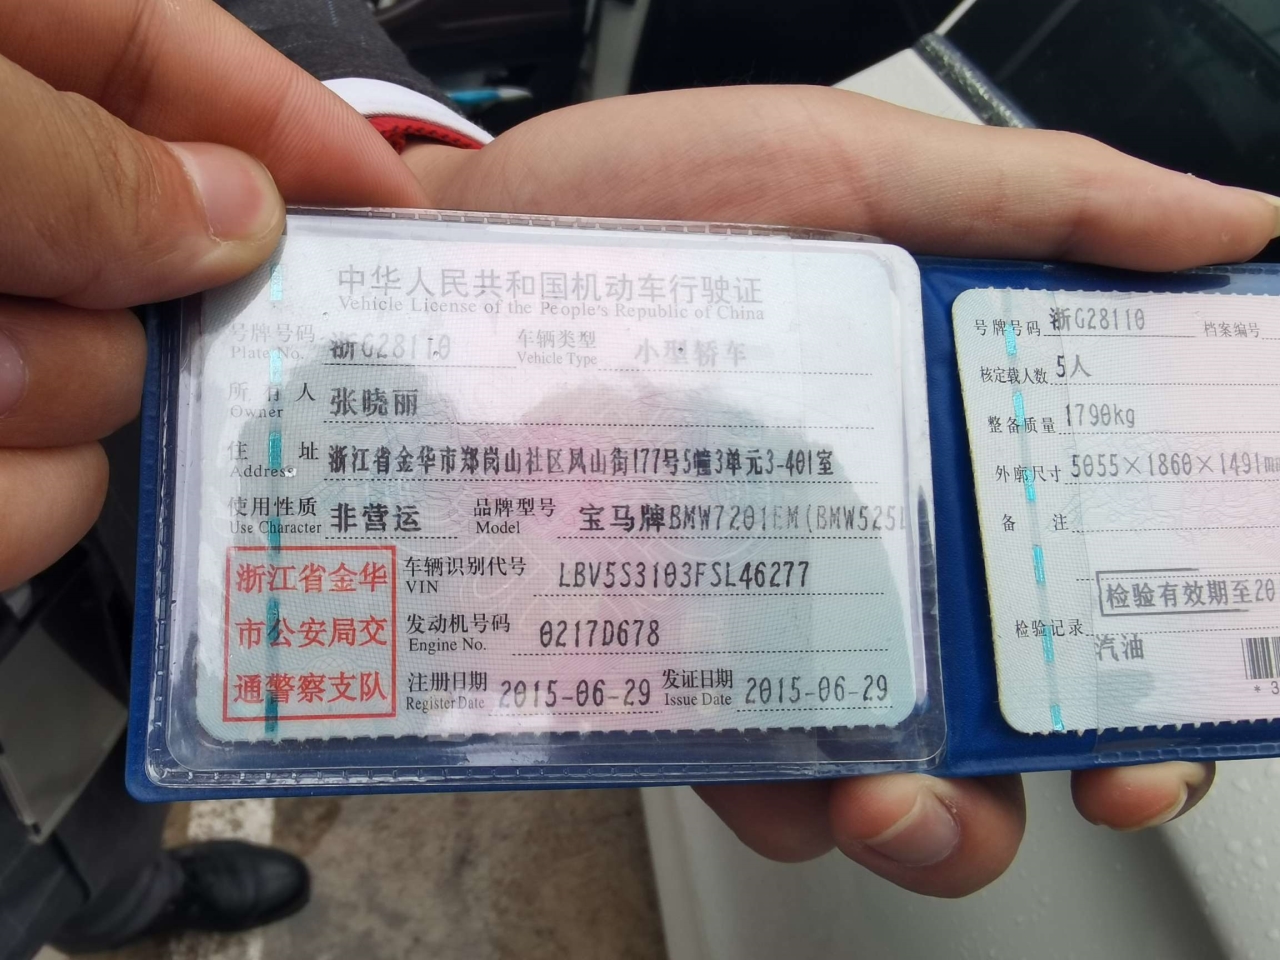 中华人民共和国机动车行驶证
Vehicle License of the People's Republic of China
号牌号码 浙G28110 车辆类型 小型轿车
Plate No. Vehicle Type
所有人 张晓丽
Owner
住址 浙江省金华市郑岗山社区凤山街177号5幢3单元3-401室
Address
使用性质 非营运 品牌型号 宝马牌BMW7201EM(BMW525L
Use Character Model
浙江省金华
市公安局交
通警察支队
车辆识别代号 LBV5S3103FSL46277
VIN
发动机号码 0217D678
Engine No.
注册日期 2015-06-29 发证日期 2015-06-29
Register Date Issue Date
号牌号码 浙G28110 档案编号
核定载人数 5人
整备质量 1790kg
外廓尺寸 5055×1860×1491mm
备注
检验有效期至20
检验记录
汽油
*3